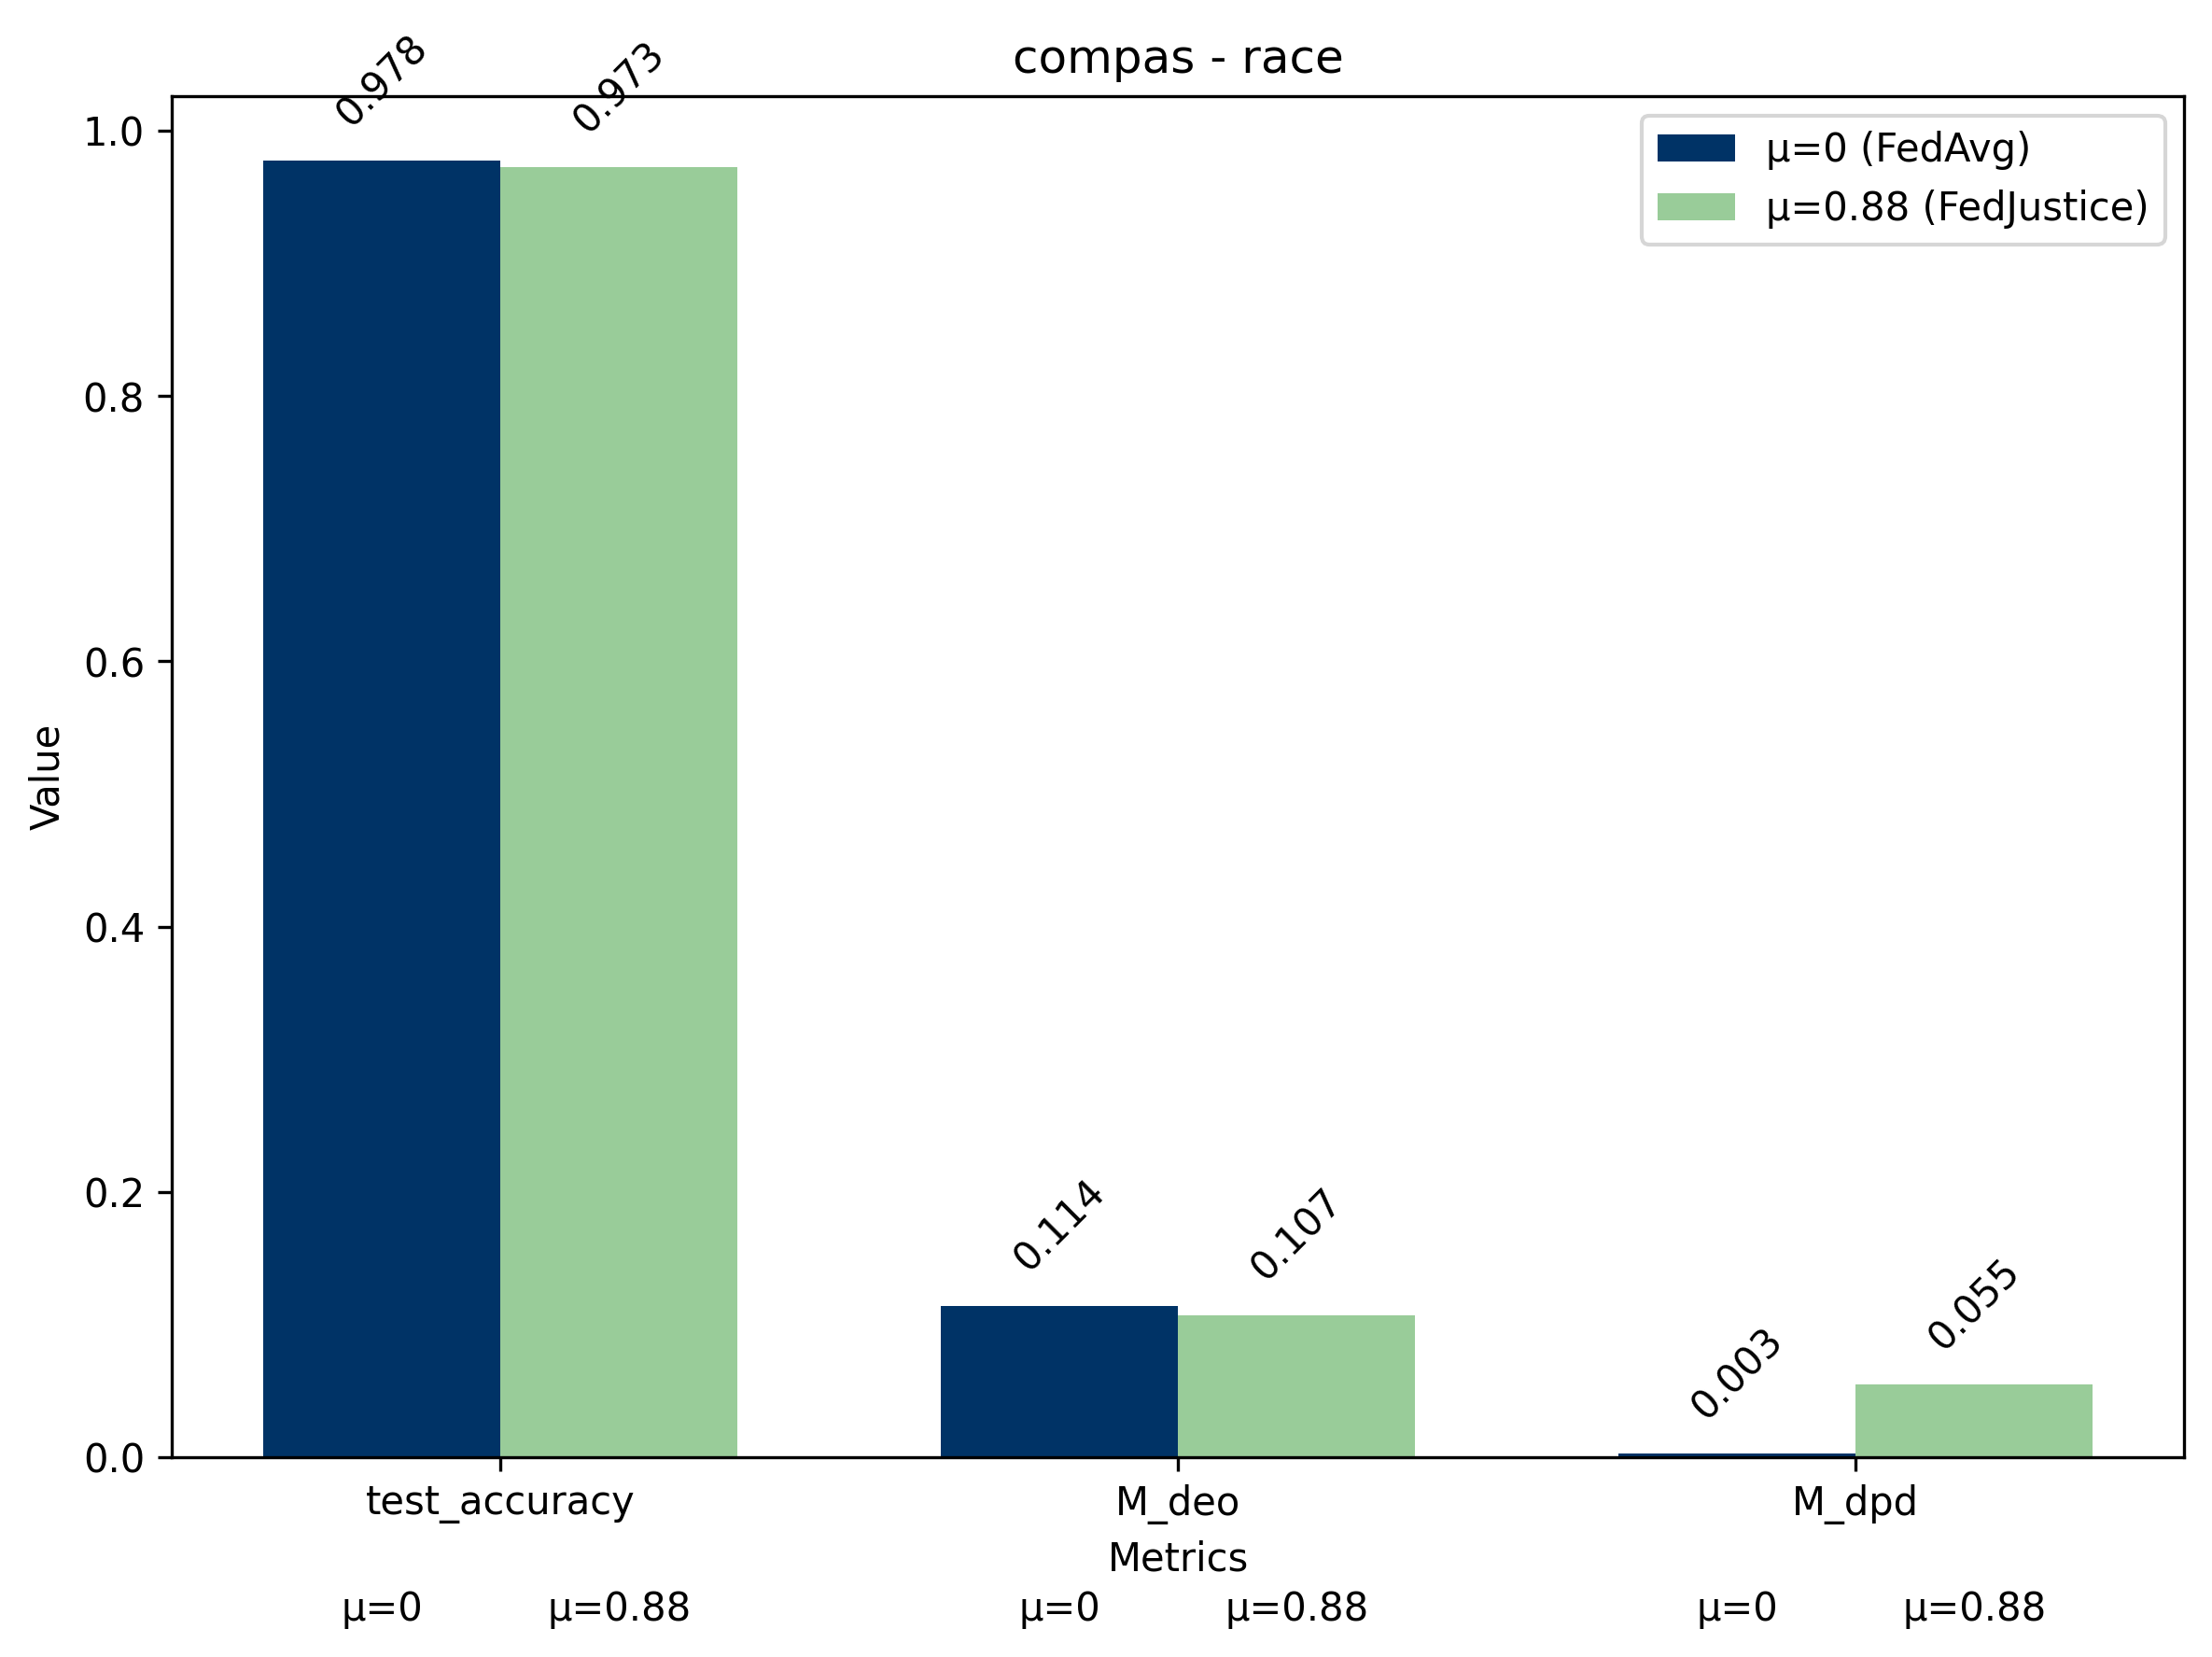 compas - race
0.978
0.973
1.0
0.8
0.6
0.4
0.2
0.0
Value
μ=0 (FedAvg)
μ=0.88 (FedJustice)
0.114
0.107
0.003
0.055
test_accuracy
M_deo
M_dpd
Metrics
μ=0
μ=0.88
μ=0
μ=0.88
μ=0
μ=0.88